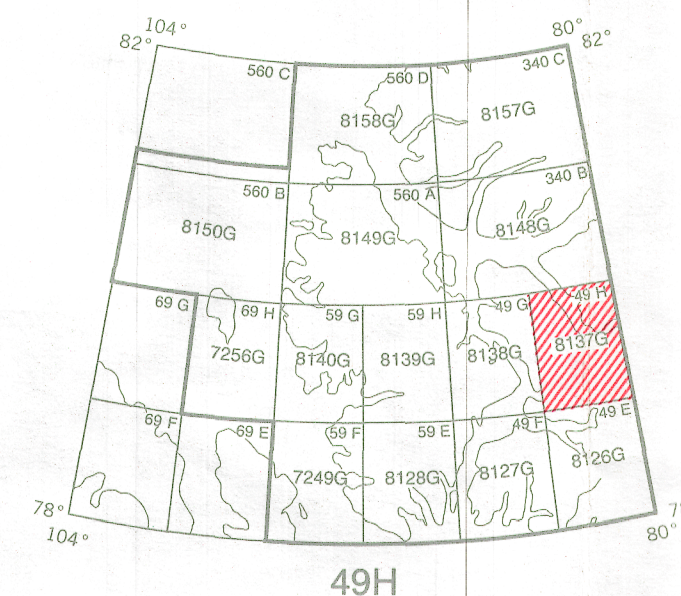 104° 80°
82° 82°
560 C 560 D 340 C
8158G 8157G
560 B 560 A 340 B
8150G 8149G 8148G
69 G 69 H 59 G 59 H 49 G 49 H
7256G 8140G 8139G 8138G 8137G
69 F 69 E 59 F 59 E 49 F 49 E
7249G 8128G 8127G 8126G
78° 7
104° 80°
49H